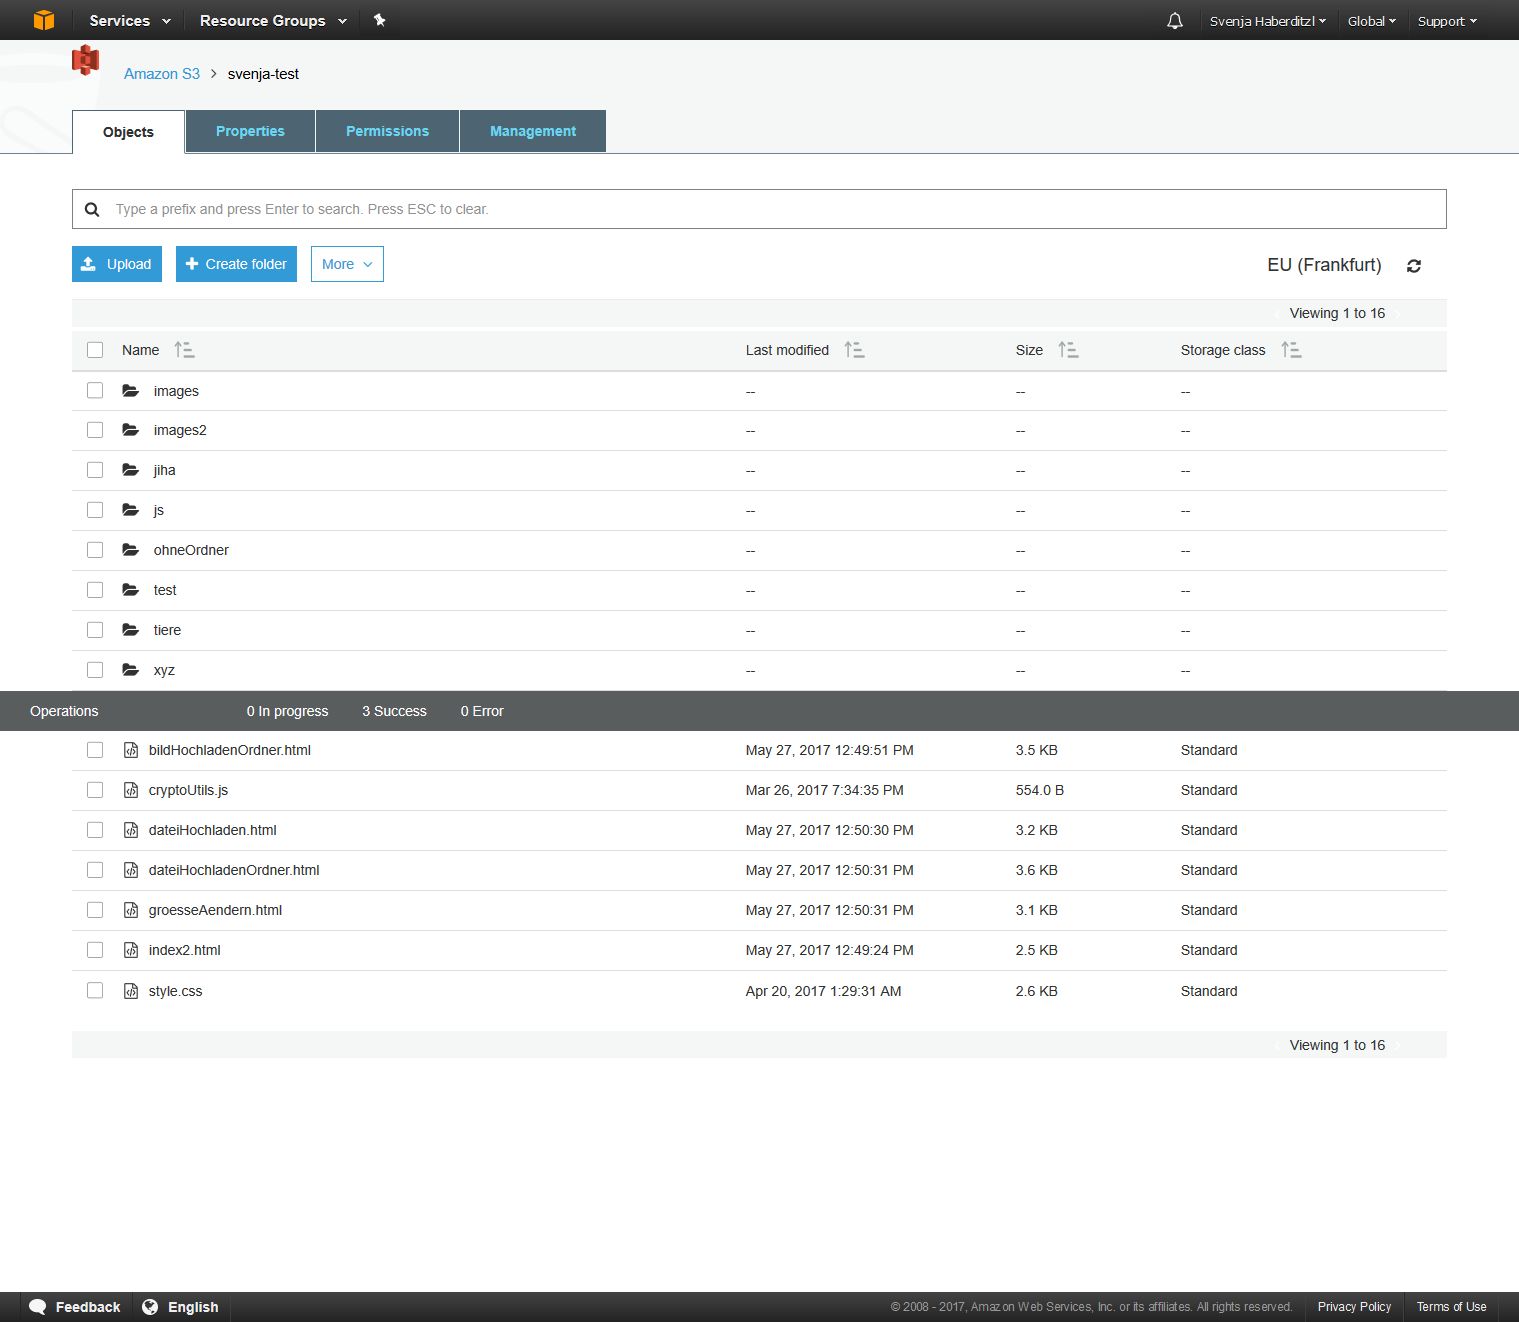 Services Resource Groups Svenja Haberditzl Global Support
Amazon S3 > svenja-test
Objects Properties Permissions Management
Type a prefix and press Enter to search. Press ESC to clear.
Upload + Create folder More EU (Frankfurt)
Viewing 1 to 16
Name Last modified Size Storage class
images -- -- --
images2 -- -- --
jiha -- -- --
js -- -- --
ohneOrdner -- -- --
test -- -- --
tiere -- -- --
xyz -- -- --
Operations 0 In progress 3 Success 0 Error
bildHochladenOrdner.html May 27, 2017 12:49:51 PM 3.5 KB Standard
cryptoUtils.js Mar 26, 2017 7:34:35 PM 554.0 B Standard
dateiHochladen.html May 27, 2017 12:50:30 PM 3.2 KB Standard
dateiHochladenOrdner.html May 27, 2017 12:50:31 PM 3.6 KB Standard
groesseAendern.html May 27, 2017 12:50:31 PM 3.1 KB Standard
index2.html May 27, 2017 12:49:24 PM 2.5 KB Standard
style.css Apr 20, 2017 1:29:31 AM 2.6 KB Standard
Viewing 1 to 16
Feedback English © 2008 - 2017, Amazon Web Services, Inc. or its affiliates. All rights reserved. Privacy Policy Terms of Use